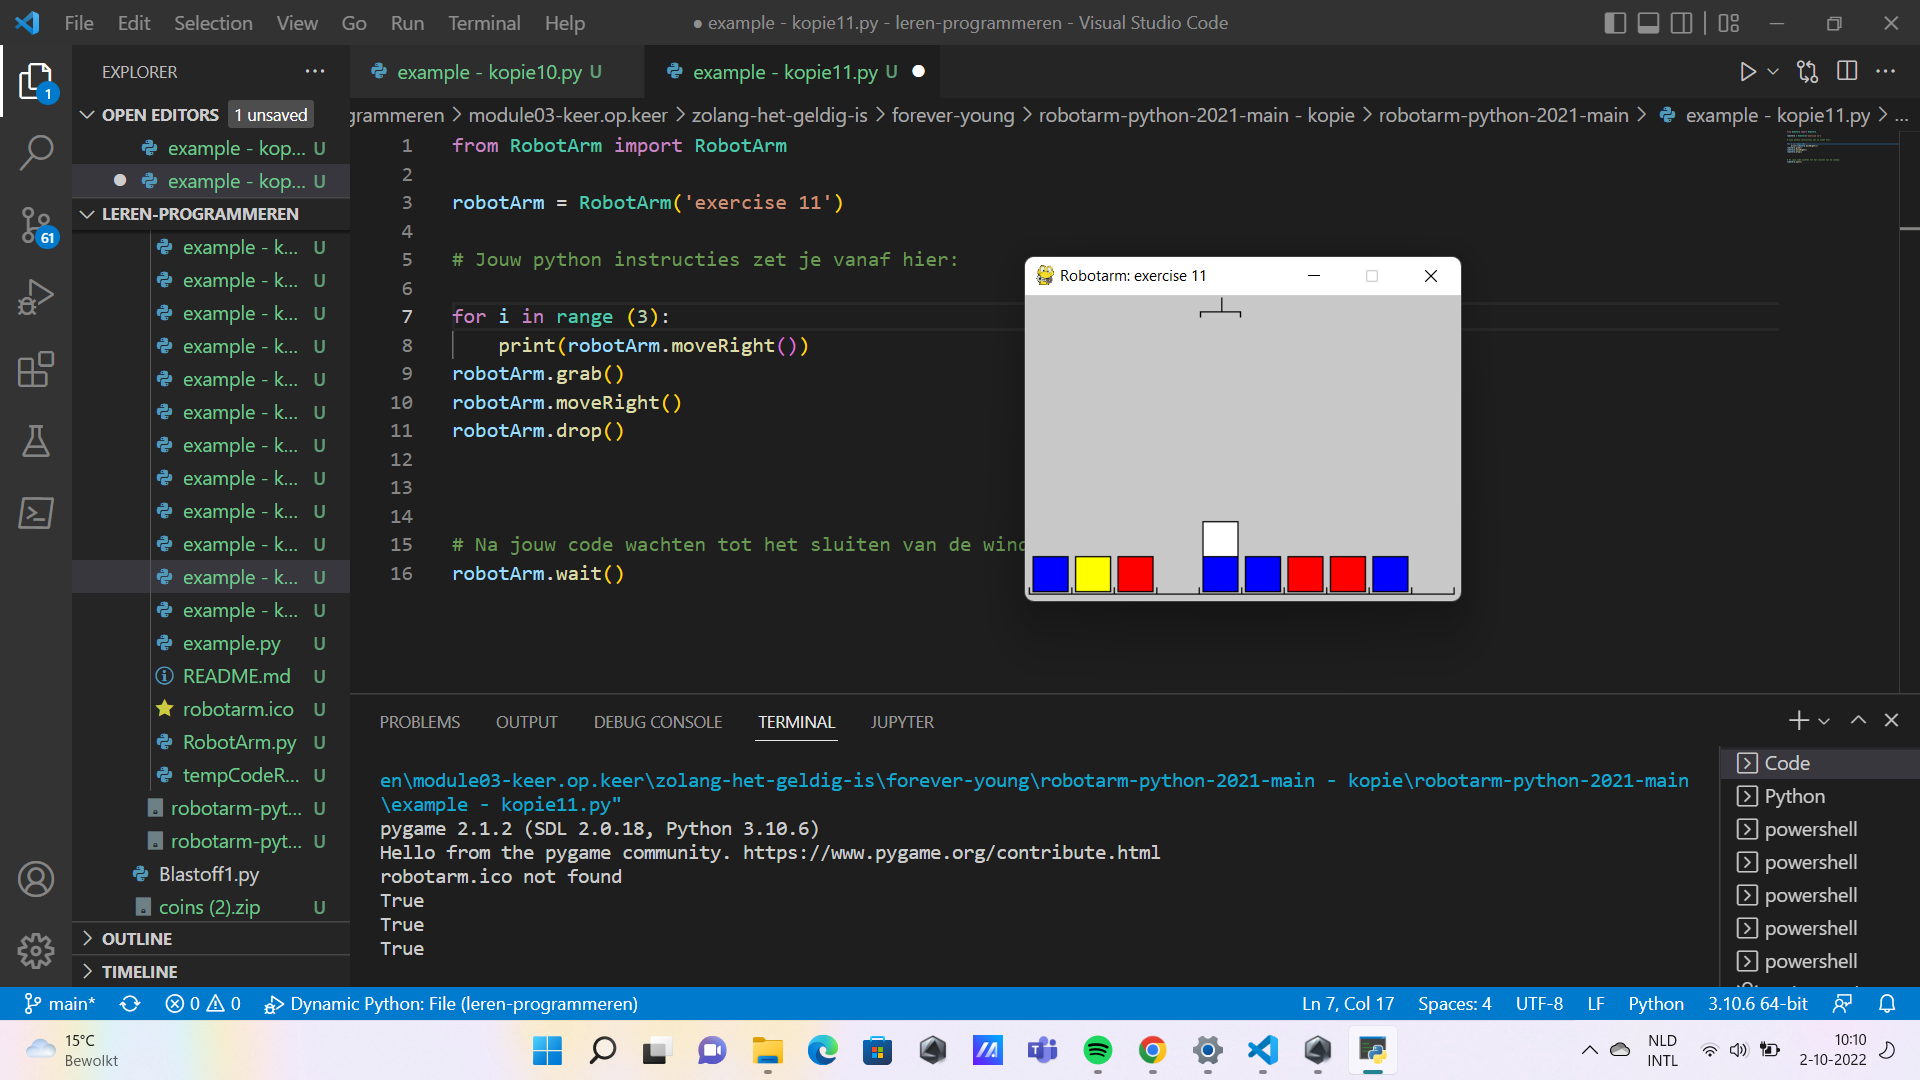 File Edit Selection View Go Run Terminal Help
● example - kopie11.py - leren-programmeren - Visual Studio Code
EXPLORER
OPEN EDITORS 1 unsaved
example - kop... U
example - kop... U
LEREN-PROGRAMMEREN
example - k... U
example - k... U
example - k... U
example - k... U
example - k... U
example - k... U
example - k... U
example - k... U
example - k... U
example - k... U
example - k... U
example - k... U
example.py U
README.md U
robotarm.ico U
RobotArm.py U
tempCodeR... U
robotarm-pyt... U
robotarm-pyt... U
Blastoff1.py
coins (2).zip U
OUTLINE
TIMELINE
1
61
example - kopie10.py U
example - kopie11.py U
grammeren > module03-keer.op.keer > zolang-het-geldig-is > forever-young > robotarm-python-2021-main - kopie > robotarm-python-2021-main > example - kopie11.py > ...
1 from RobotArm import RobotArm
2
3 robotArm = RobotArm('exercise 11')
4
5 # Jouw python instructies zet je vanaf hier:
6
7 for i in range (3):
8 print(robotArm.moveRight())
9 robotArm.grab()
10 robotArm.moveRight()
11 robotArm.drop()
12
13
14
15 # Na jouw code wachten tot het sluiten van de wind
16 robotArm.wait()
Robotarm: exercise 11
PROBLEMS OUTPUT DEBUG CONSOLE TERMINAL JUPYTER
en\module03-keer.op.keer\zolang-het-geldig-is\forever-young\robotarm-python-2021-main - kopie\robotarm-python-2021-main
\example - kopie11.py"
pygame 2.1.2 (SDL 2.0.18, Python 3.10.6)
Hello from the pygame community. https://www.pygame.org/contribute.html
robotarm.ico not found
True
True
True
Code
Python
powershell
powershell
powershell
powershell
powershell
main* 0 0 Dynamic Python: File (leren-programmeren)
Ln 7, Col 17 Spaces: 4 UTF-8 LF Python 3.10.6 64-bit
15°C
Bewolkt
NLD
INTL
10:10
2-10-2022